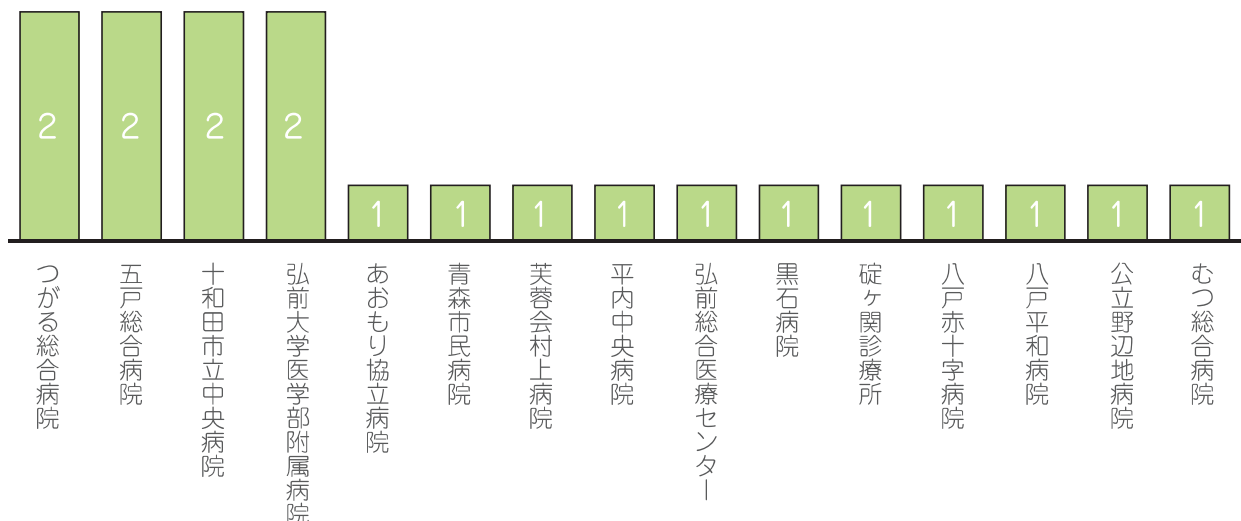 2
2
2
2
1
1
1
1
1
1
1
1
1
1
1
つがる総合病院
五戸総合病院
十和田市立中央病院
弘前大学医学部附属病院
あおもり協立病院
青森市民病院
芙蓉会村上病院
平内中央病院
弘前総合医療センター
黒石病院
碇ヶ関診療所
八戸赤十字病院
八戸平和病院
公立野辺地病院
むつ総合病院